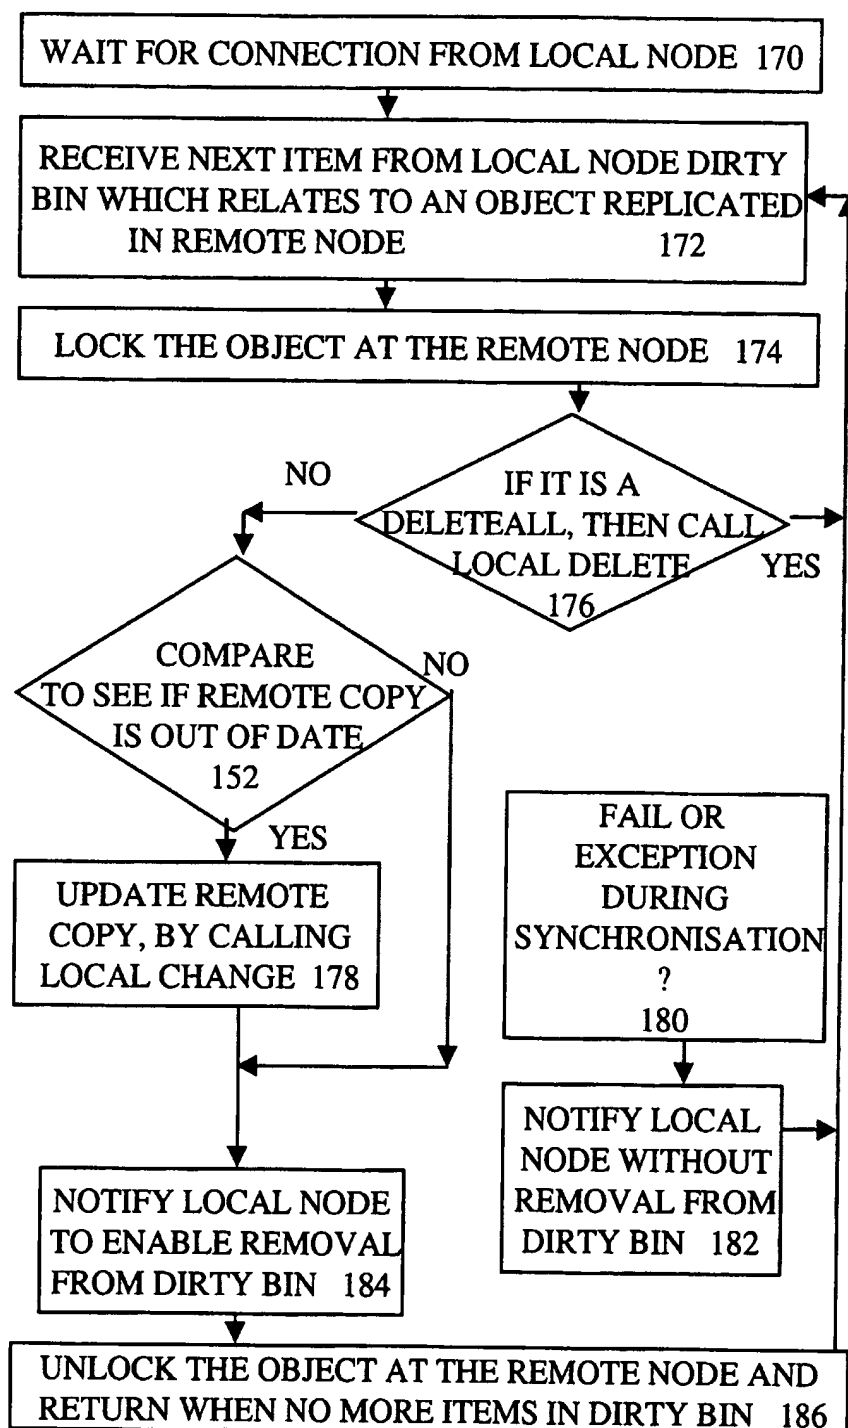 WAIT FOR CONNECTION FROM LOCAL NODE 170
RECEIVE NEXT ITEM FROM LOCAL NODE DIRTY
BIN WHICH RELATES TO AN OBJECT REPLICATED
IN REMOTE NODE 172
LOCK THE OBJECT AT THE REMOTE NODE 174
NO
IF IT IS A
DELETEALL, THEN CALL
LOCAL DELETE
176
YES
COMPARE
TO SEE IF REMOTE COPY
IS OUT OF DATE
152
NO
YES
UPDATE REMOTE
COPY, BY CALLING
LOCAL CHANGE 178
FAIL OR
EXCEPTION
DURING
SYNCHRONISATION
?
180
NOTIFY LOCAL
NODE WITHOUT
REMOVAL FROM
DIRTY BIN 182
NOTIFY LOCAL NODE
TO ENABLE REMOVAL
FROM DIRTY BIN 184
UNLOCK THE OBJECT AT THE REMOTE NODE AND
RETURN WHEN NO MORE ITEMS IN DIRTY BIN 186